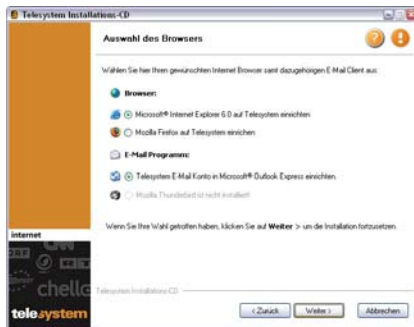 Telesystem Installations-CD
Auswahl des Browsers
Wählen Sie hier Ihren gewünschten Internet Browser samt dazugehörigen E-Mail Client aus:
Browser:
Microsoft® Internet Explorer 6.0 auf Telesystem einrichten
Mozilla Firefox auf Telesystem einrichen
E-Mail Programm:
Telesystem E-Mail Konto in Microsoft® Outlook Express einrichten.
Mozilla Thunderbird ist nicht installiert!
Wenn Sie Ihre Wahl getroffen haben, klicken Sie auf Weiter > um die Installation fortzusetzen.
internet
ORF
chello
telesystem
Telesystem Installations-CD
< Zurück
Weiter >
Abbrechen